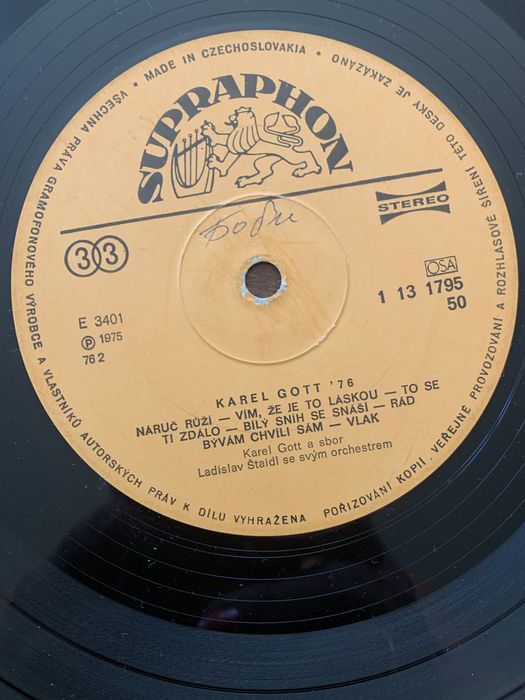 • MADE IN CZECHOSLOVAKIA •
VŠECHNA PRÁVA GRAMOFONOVÉHO VÝROBCE A VLASTNÍKŮ AUTORSKÝCH PRÁV K DÍLU VYHRAŽENA
POŘIZOVÁNÍ KOPIÍ, VEŘEJNÉ PROVOZOVÁNÍ A ROZHLASOVÉ ŠÍŘENÍ TÉTO DESKY JE ZAKÁZÁNO
SUPRAPHON
STEREO
Бобы
33
OSA
1 13 1795
50
E 3401
Ⓟ 1975
76 2
KAREL GOTT '76
NÁRUČ RŮŽÍ — VÍM, ŽE JE TO LÁSKOU — TO SE
TI ZDÁLO — BÍLÝ SNÍH SE SNÁŠÍ — RÁD
BÝVÁM CHVÍLI SÁM — VLAK
Karel Gott a sbor
Ladislav Štaidl se svým orchestrem